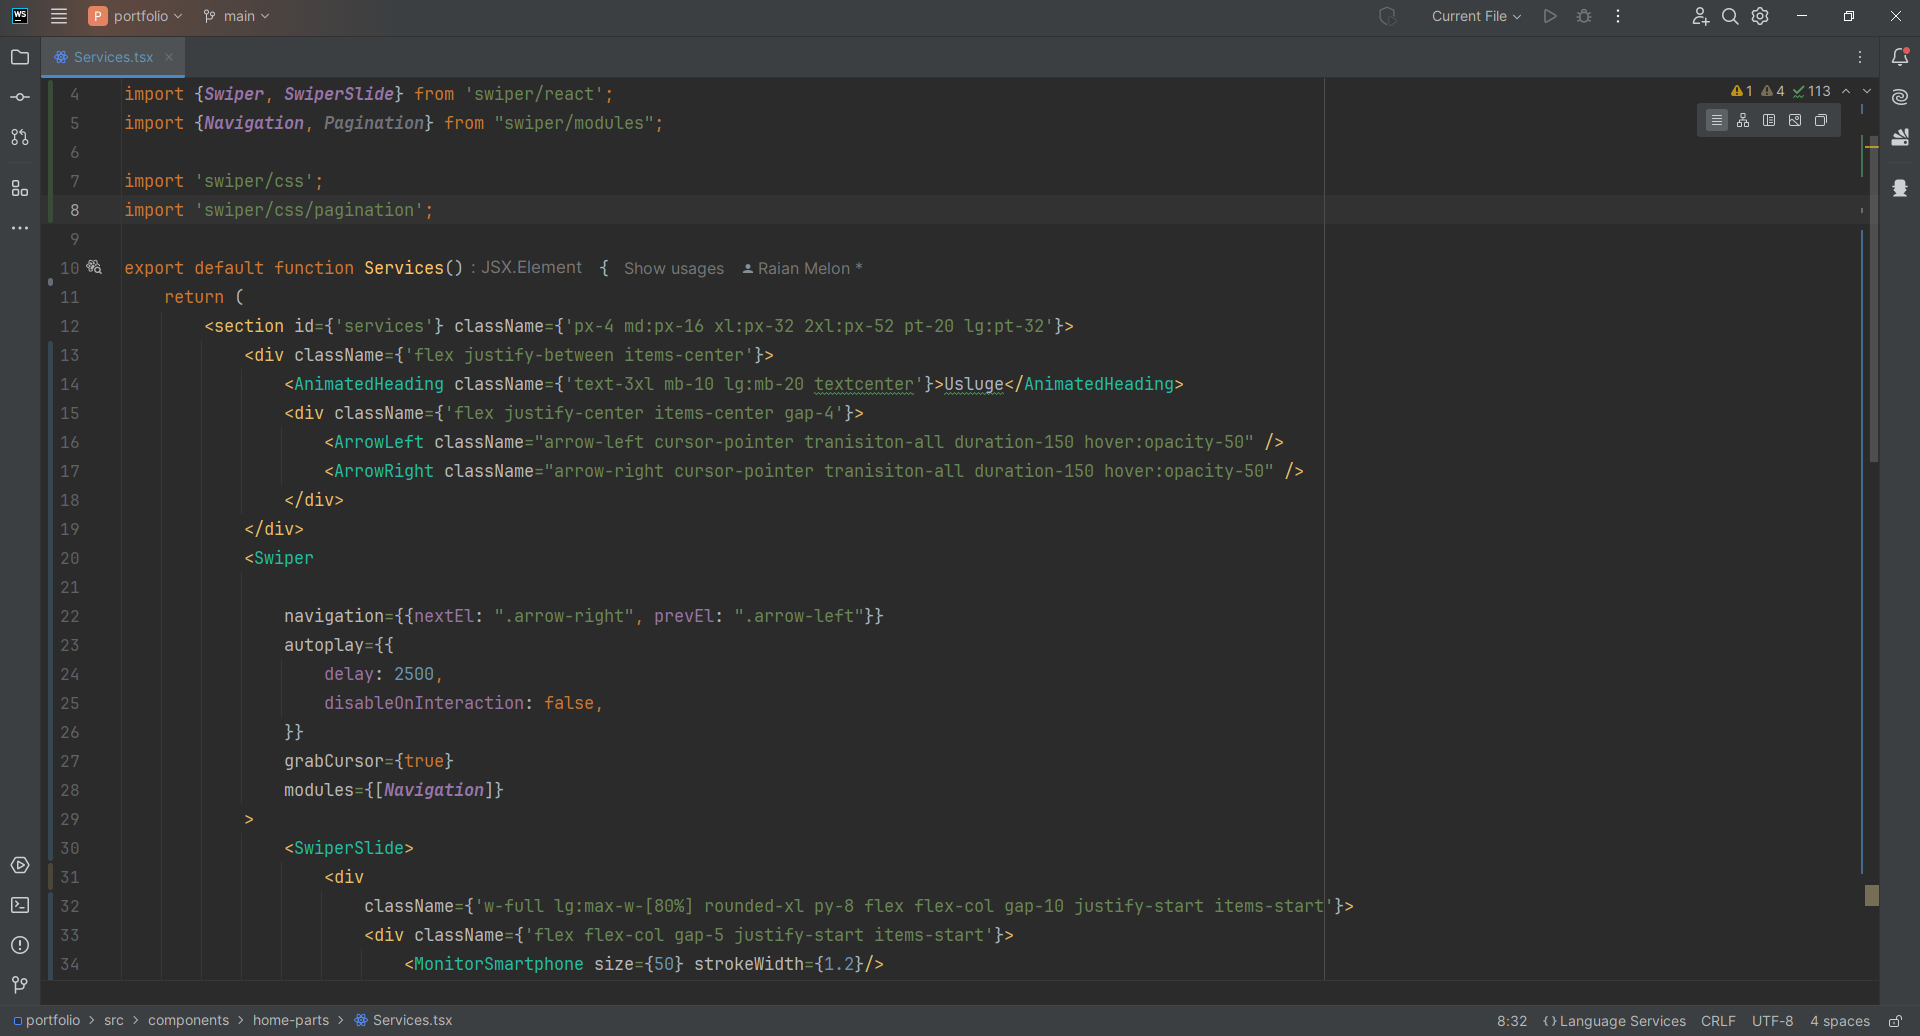 WS P portfolio main Current File
Services.tsx
1 4 113
4 import {Swiper, SwiperSlide} from 'swiper/react';
5 import {Navigation, Pagination} from "swiper/modules";
6
7 import 'swiper/css';
8 import 'swiper/css/pagination';
9
10 export default function Services() : JSX.Element { Show usages Raian Melon *
11 return (
12 <section id={'services'} className={'px-4 md:px-16 xl:px-32 2xl:px-52 pt-20 lg:pt-32'}>
13 <div className={'flex justify-between items-center'}>
14 <AnimatedHeading className={'text-3xl mb-10 lg:mb-20 textcenter'}>Usluge</AnimatedHeading>
15 <div className={'flex justify-center items-center gap-4'}>
16 <ArrowLeft className="arrow-left cursor-pointer tranisiton-all duration-150 hover:opacity-50" />
17 <ArrowRight className="arrow-right cursor-pointer tranisiton-all duration-150 hover:opacity-50" />
18 </div>
19 </div>
20 <Swiper
21
22 navigation={{nextEl: ".arrow-right", prevEl: ".arrow-left"}}
23 autoplay={{
24 delay: 2500,
25 disableOnInteraction: false,
26 }}
27 grabCursor={true}
28 modules={[Navigation]}
29 >
30 <SwiperSlide>
31 <div
32 className={'w-full lg:max-w-[80%] rounded-xl py-8 flex flex-col gap-10 justify-start items-start'}>
33 <div className={'flex flex-col gap-5 justify-start items-start'}>
34 <MonitorSmartphone size={50} strokeWidth={1.2}/>
portfolio > src > components > home-parts > Services.tsx 8:32 {} Language Services CRLF UTF-8 4 spaces